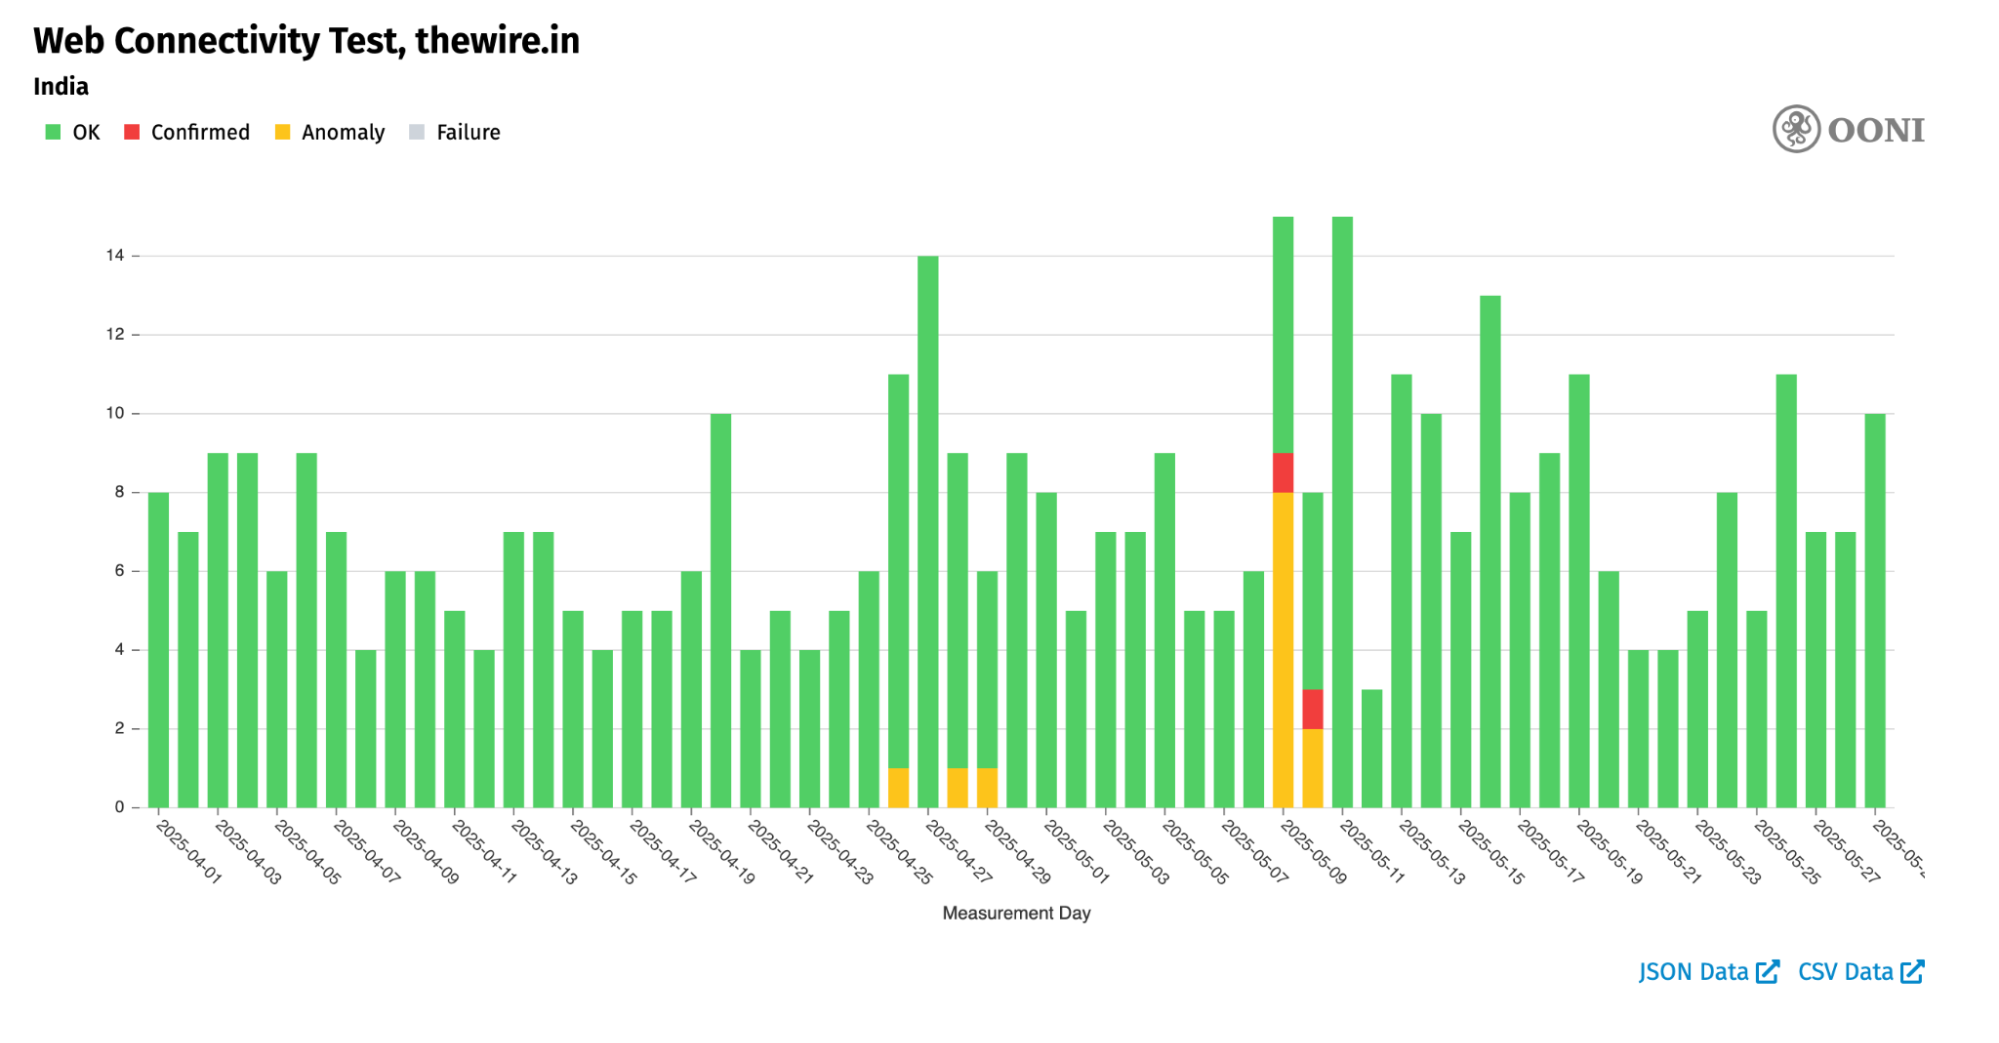 Web Connectivity Test, thewire.in
India
OK Confirmed Anomaly Failure
OONI
14
12
10
8
6
4
2
0
2025-04-01 2025-04-03 2025-04-05 2025-04-07 2025-04-09 2025-04-11 2025-04-13 2025-04-15 2025-04-17 2025-04-19 2025-04-21 2025-04-23 2025-04-25 2025-04-27 2025-04-29 2025-05-01 2025-05-03 2025-05-05 2025-05-07 2025-05-09 2025-05-11 2025-05-13 2025-05-15 2025-05-17 2025-05-19 2025-05-21 2025-05-23 2025-05-25 2025-05-27 2025-05-
Measurement Day
JSON Data CSV Data